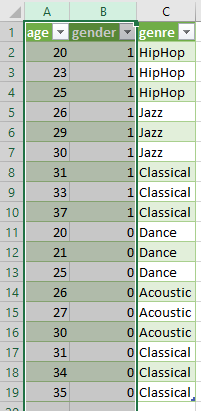 A B C
1 age gender genre
2 20 1 HipHop
3 23 1 HipHop
4 25 1 HipHop
5 26 1 Jazz
6 29 1 Jazz
7 30 1 Jazz
8 31 1 Classical
9 33 1 Classical
10 37 1 Classical
11 20 0 Dance
12 21 0 Dance
13 25 0 Dance
14 26 0 Acoustic
15 27 0 Acoustic
16 30 0 Acoustic
17 31 0 Classical
18 34 0 Classical
19 35 0 Classical